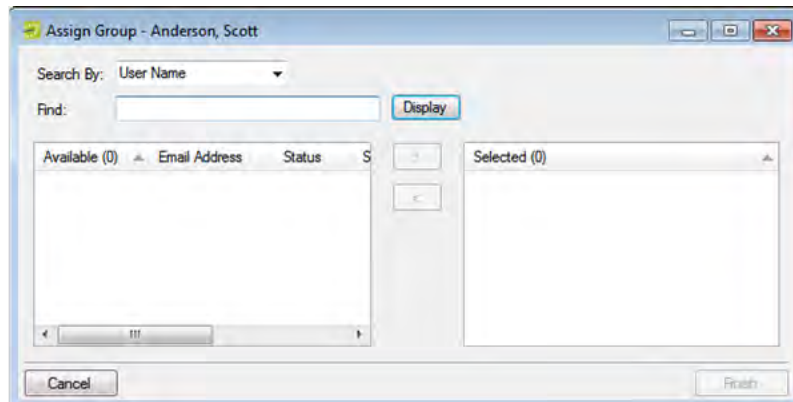 Assign Group - Anderson, Scott
Search By: User Name
Find: Display
Available (0) Email Address Status S
Selected (0)
Cancel Finish